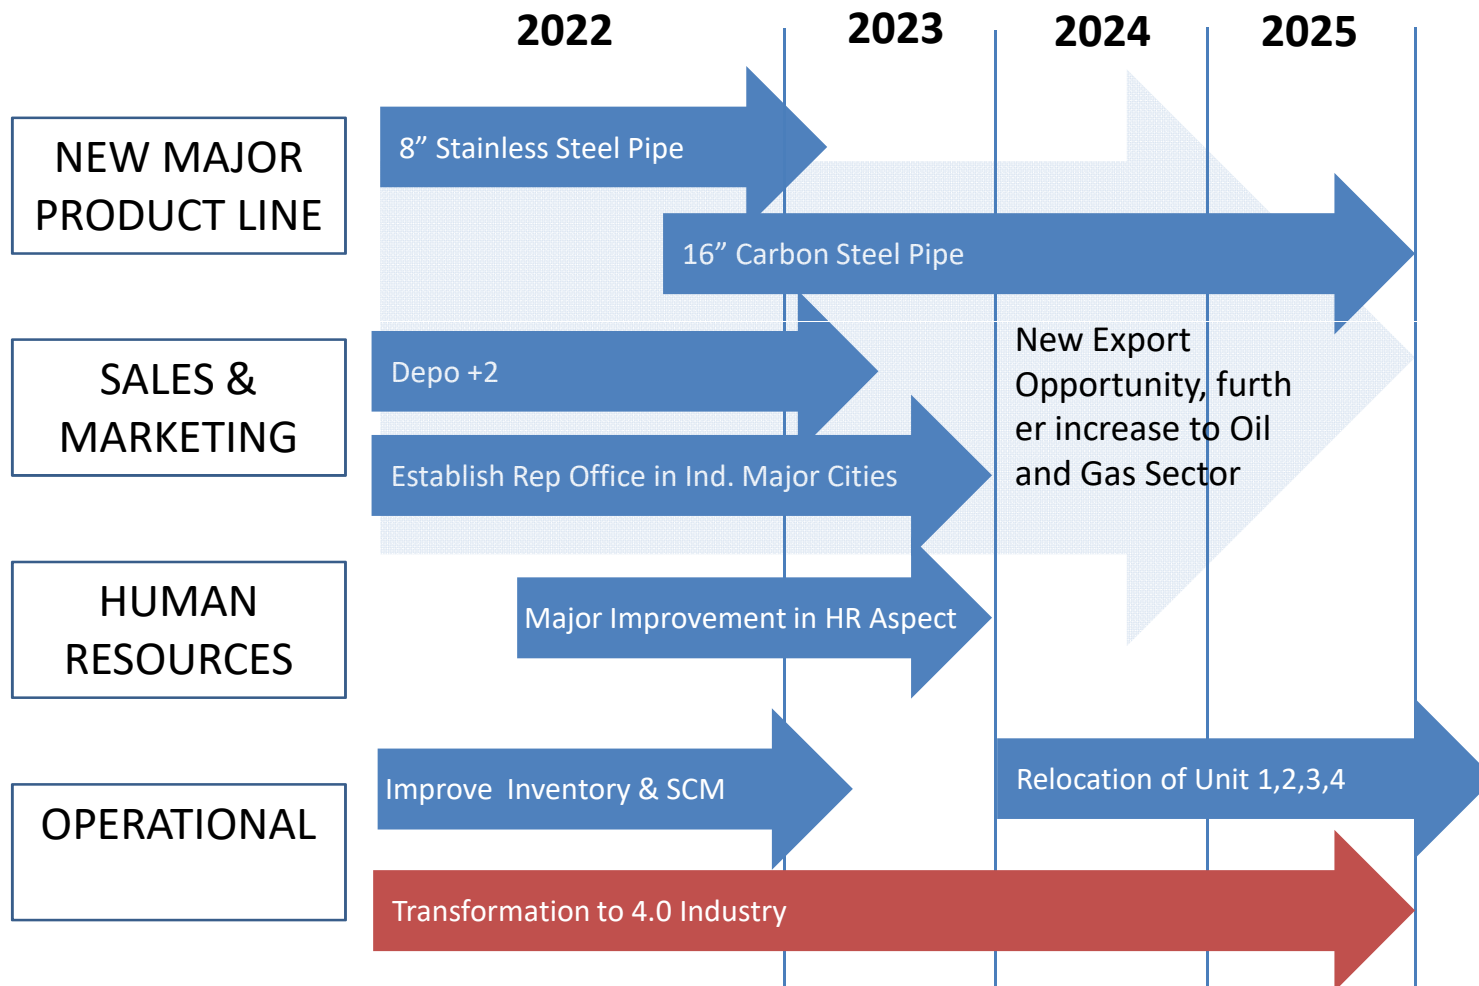 2022 2023 2024 2025
NEW MAJOR
PRODUCT LINE
8” Stainless Steel Pipe
16” Carbon Steel Pipe
SALES &
MARKETING
Depo +2
Establish Rep Office in Ind. Major Cities
New Export
Opportunity, furth
er increase to Oil
and Gas Sector
HUMAN
RESOURCES
Major Improvement in HR Aspect
OPERATIONAL
Improve  Inventory & SCM
Relocation of Unit 1,2,3,4
Transformation to 4.0 Industry